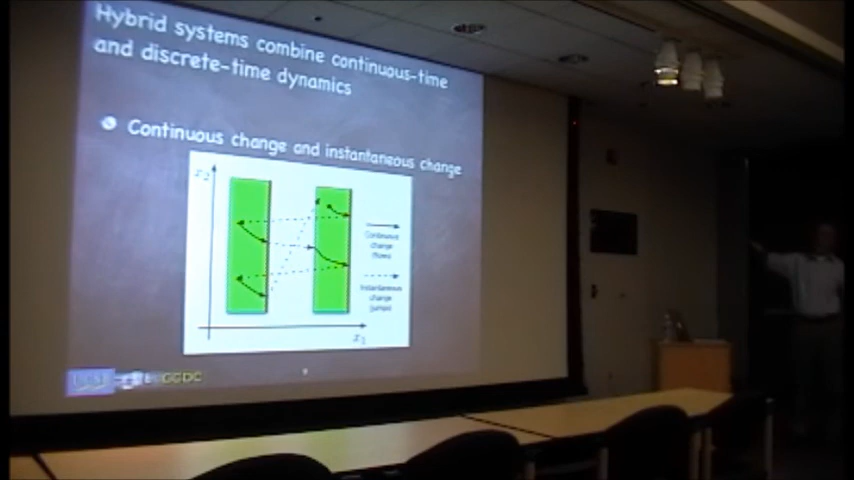 Hybrid systems combine continuous-time
and discrete-time dynamics
Continuous change and instantaneous change
x2
Continuous
change
(flows)
Instantaneous
change
(jumps)
x1
CCDC